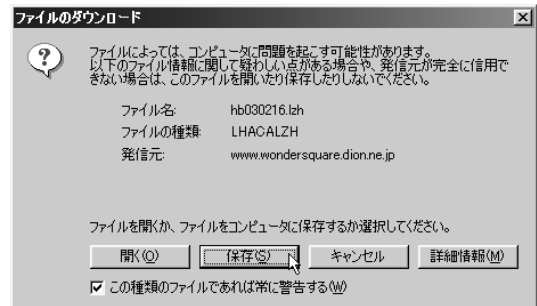 ファイルのダウンロード
ファイルによっては、コンピュータに問題を起こす可能性があります。
以下のファイル情報に関して疑わしい点がある場合や、発信元が完全に信用で
きない場合は、このファイルを開いたり保存したりしないでください。
ファイル名: hb030216.lzh
ファイルの種類: LHACALZH
発信元: www.wondersquare.dion.ne.jp
ファイルを開くか、ファイルをコンピュータに保存するか選択してください。
開く(O) 保存(S) キャンセル 詳細情報(M)
この種類のファイルであれば常に警告する(W)